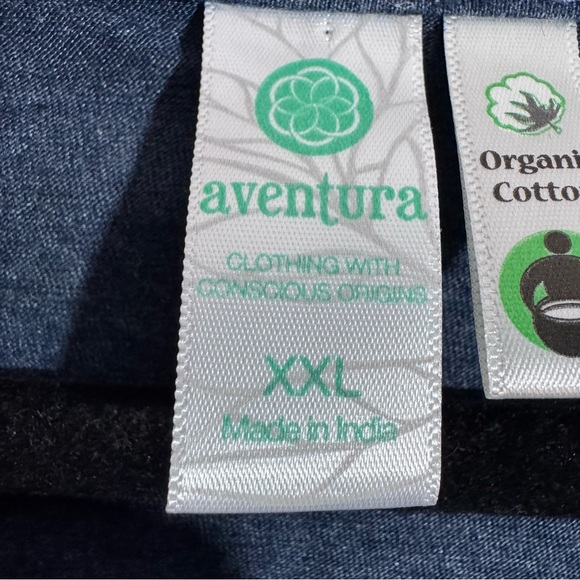 aventura
CLOTHING WITH
CONSCIOUS ORIGINS
XXL
Made in India
Organi
Cotto